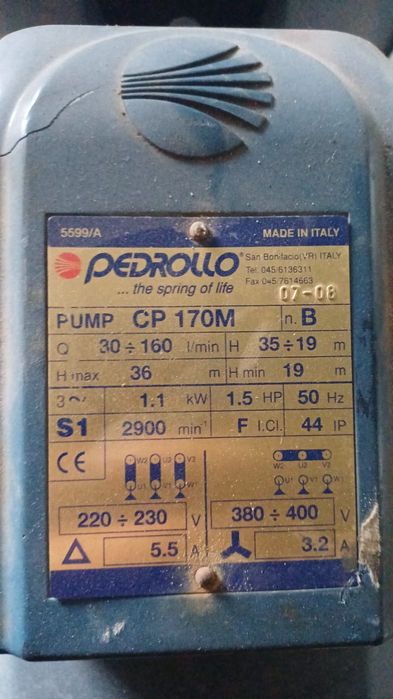 5599/A MADE IN ITALY
PEDROLLO®
... the spring of life
San Bonifacio (VR) ITALY
Tel. 045/6136311
Fax 045/7614663
07-08
PUMP CP 170M n. B
Q 30÷160 l/min H 35÷19 m
H max 36 m H min 19 m
3~ 1.1 kW 1.5 HP 50 Hz
S1 2900 min⁻¹ F I.Cl. 44 IP
CE
W2 U2 V2
U1 V1 W1
W2 U2 V2
U1 V1 W1
220 ÷ 230 V 380 ÷ 400 V
Δ 5.5 A 3.2 A